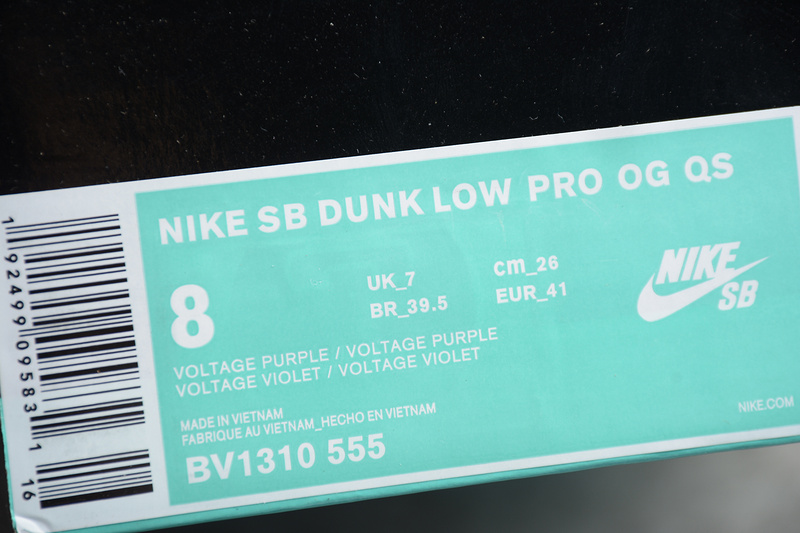 NIKE SB DUNK LOW PRO OG QS
8
UK_7
cm_26
BR_39.5
EUR_41
NIKE
SB
VOLTAGE PURPLE / VOLTAGE PURPLE
VOLTAGE VIOLET / VOLTAGE VIOLET
MADE IN VIETNAM
FABRIQUE AU VIETNAM_HECHO EN VIETNAM
BV1310 555
NIKE.COM
1 92499 09583 1 16